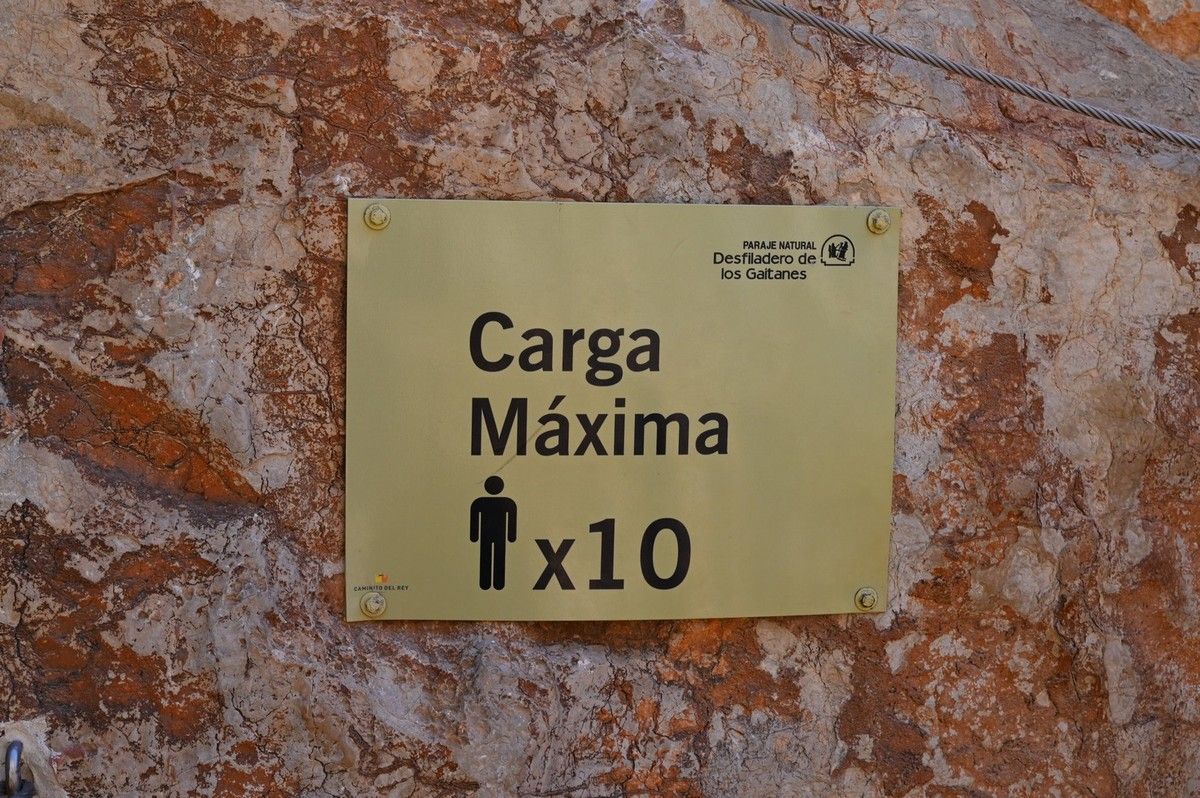 PARAJE NATURAL
Desfiladero de
los Gaitanes
Carga
Máxima
x10
CAMINITO DEL REY